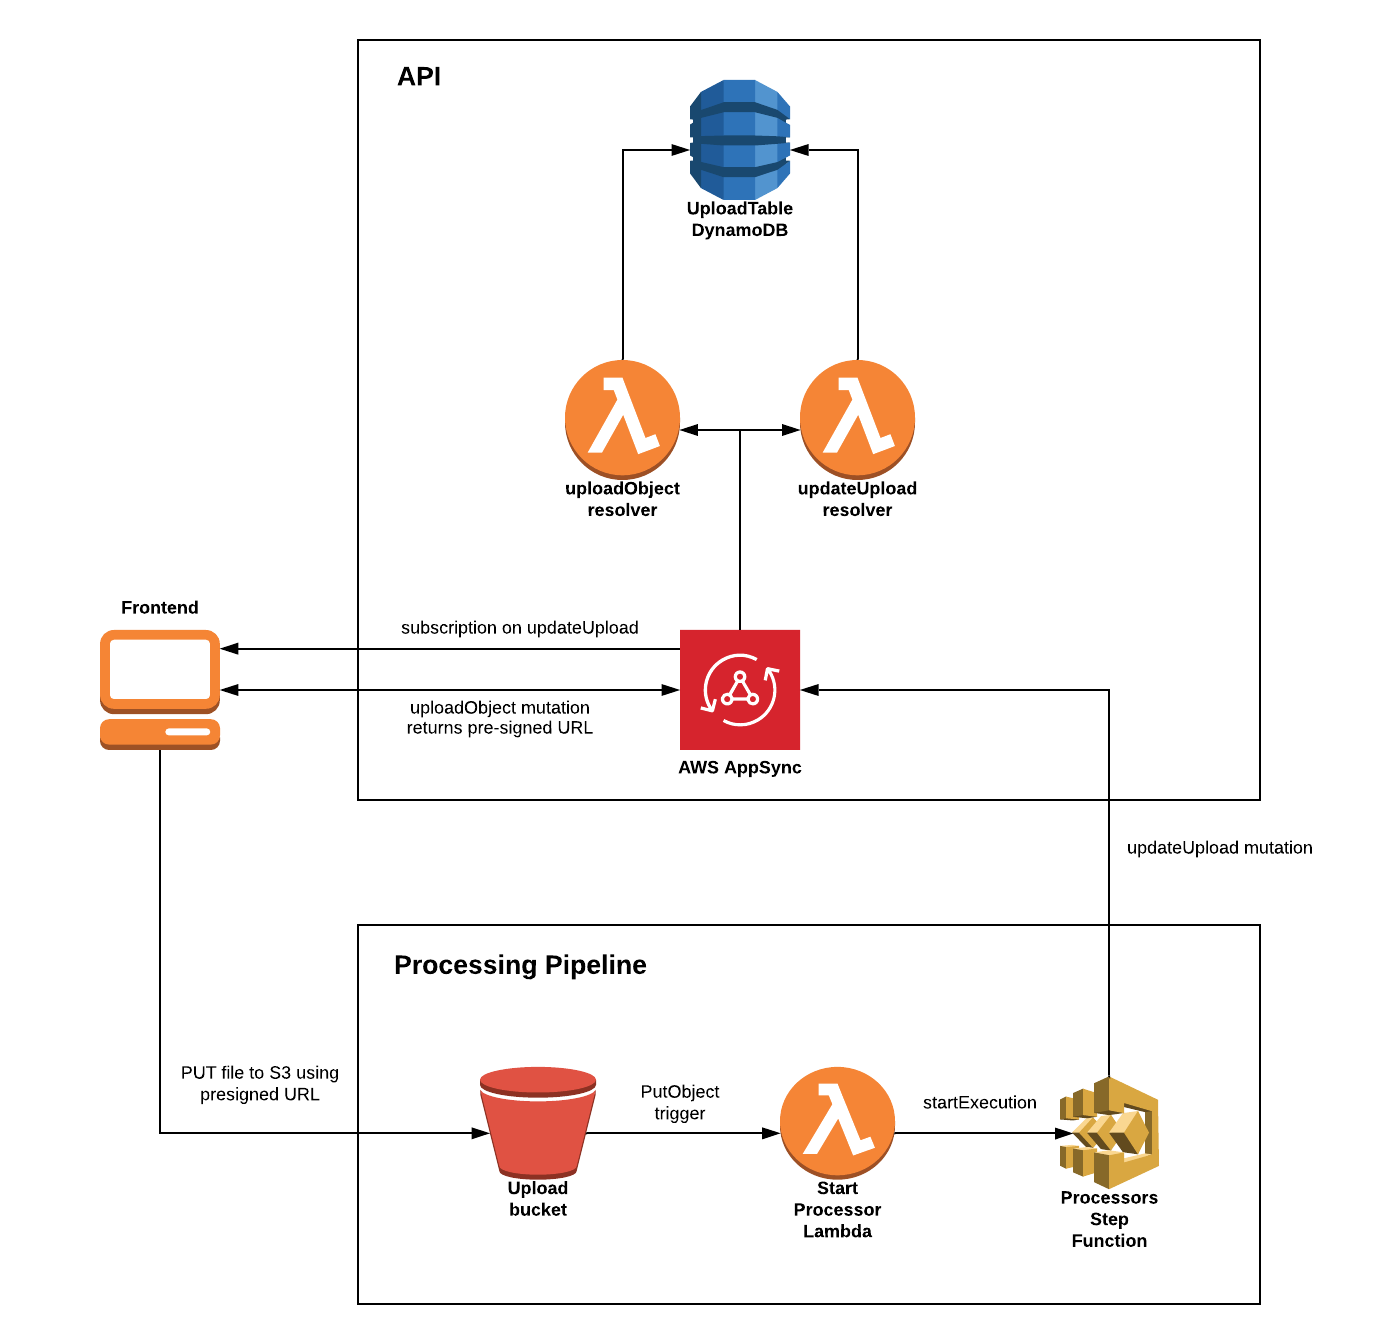 API
UploadTable
DynamoDB
uploadObject
resolver
updateUpload
resolver
Frontend
subscription on updateUpload
uploadObject mutation
returns pre-signed URL
AWS AppSync
updateUpload mutation
Processing Pipeline
PUT file to S3 using
presigned URL
PutObject
trigger
startExecution
Upload
bucket
Start
Processor
Lambda
Processors
Step
Function